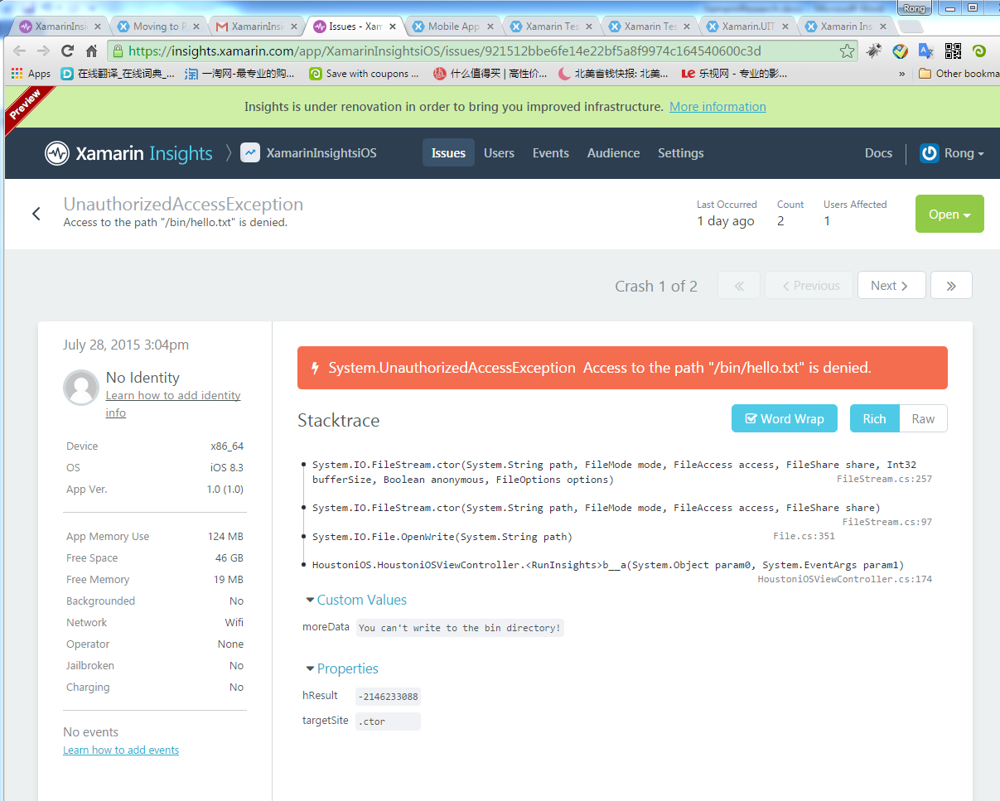 Rong
XamarinInsi
Moving to P
XamarinInsi
Issues - Xam
Mobile App
Xamarin Tes
Xamarin Tes
Xamarin.UIT
Xamarin Ins
https://insights.xamarin.com/app/XamarinInsightsiOS/issues/921512bbe6fe14e22bf5a8f9974c164540600c3d
Apps
在线翻译_在线词典_...
淘 一淘网-最专业的购...
Save with coupons ...
什么值得买 | 高性价...
北美省钱快报: 北美...
Le 乐视网 - 专业的影...
»
Other bookma
Preview
Insights is under renovation in order to bring you improved infrastructure. More information
Xamarin Insights
XamarinInsightsiOS
Issues
Users
Events
Audience
Settings
Docs
Rong
UnauthorizedAccessException
Access to the path "/bin/hello.txt" is denied.
Last Occurred
1 day ago
Count
2
Users Affected
1
Open
Crash 1 of 2
«
Previous
Next
»
July 28, 2015 3:04pm
No Identity
Learn how to add identity
info
Device x86_64
OS iOS 8.3
App Ver. 1.0 (1.0)
App Memory Use 124 MB
Free Space 46 GB
Free Memory 19 MB
Backgrounded No
Network Wifi
Operator None
Jailbroken No
Charging No
No events
Learn how to add events
System.UnauthorizedAccessException Access to the path "/bin/hello.txt" is denied.
Stacktrace
Word Wrap
Rich
Raw
System.IO.FileStream.ctor(System.String path, FileMode mode, FileAccess access, FileShare share, Int32
bufferSize, Boolean anonymous, FileOptions options)
FileStream.cs:257
System.IO.FileStream.ctor(System.String path, FileMode mode, FileAccess access, FileShare share)
FileStream.cs:97
System.IO.File.OpenWrite(System.String path)
File.cs:351
HoustoniOS.HoustoniOSViewController.<RunInsights>b__a(System.Object param0, System.EventArgs param1)
HoustoniOSViewController.cs:174
Custom Values
moreData You can't write to the bin directory!
Properties
hResult -2146233088
targetSite .ctor